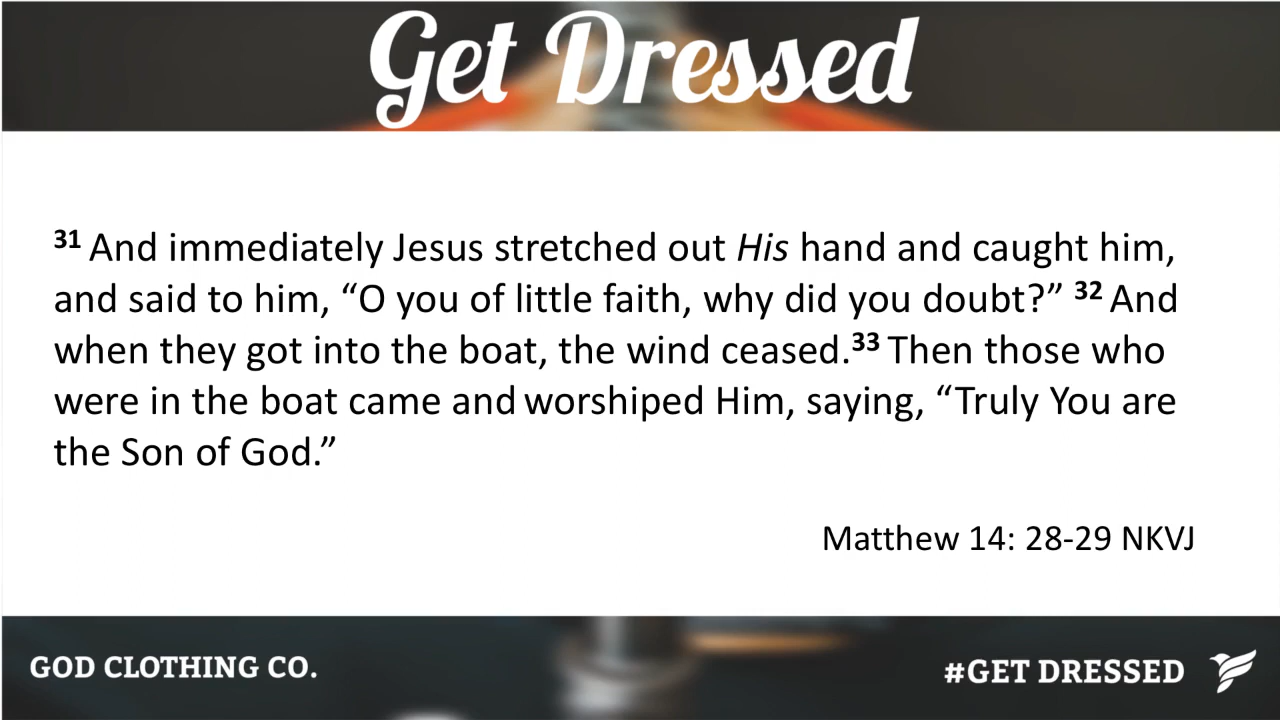 Get Dressed
31 And immediately Jesus stretched out His hand and caught him,
and said to him, “O you of little faith, why did you doubt?” 32 And
when they got into the boat, the wind ceased.33 Then those who
were in the boat came and worshiped Him, saying, “Truly You are
the Son of God.”
Matthew 14: 28-29 NKVJ
GOD CLOTHING CO.
#GET DRESSED